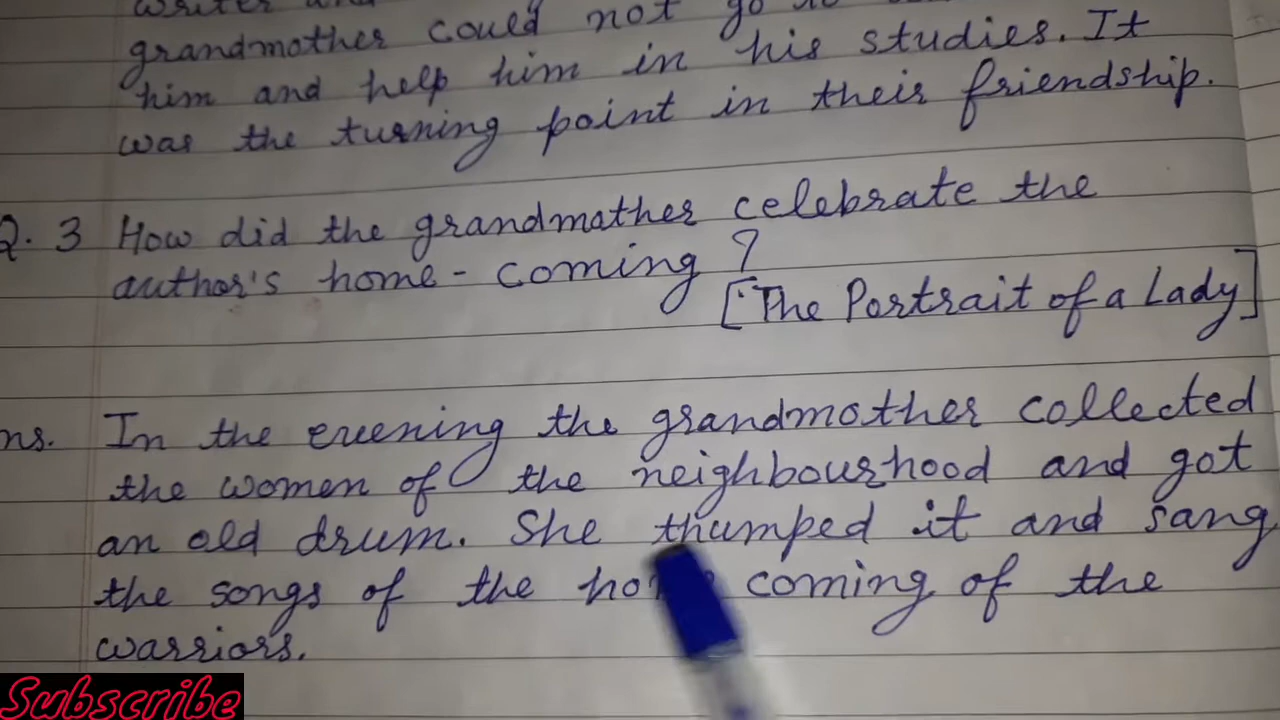 writer and
grandmother could not go to
him and help him in his studies. It
was the turning point in their friendship.
Q. 3 How did the grandmother celebrate the
author's home - coming ?
[The Portrait of a Lady]
ns. In the evening the grandmother collected
the women of the neighbourhood and got
an old drum. She thumped it and sang
the songs of the coming of the
warriors.
Subscribe